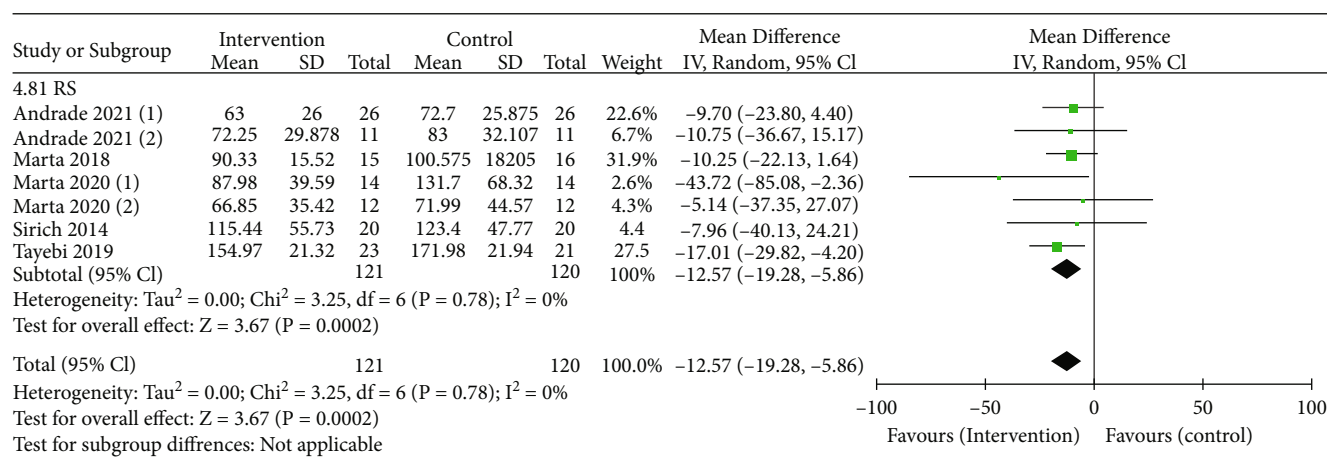 Intervention Control Mean Difference Mean Difference
Study or Subgroup Mean SD Total Mean SD Total Weight IV, Random, 95% Cl IV, Random, 95% Cl
4.81 RS
Andrade 2021 (1) 63 26 26 72.7 25.875 26 22.6% –9.70 (–23.80, 4.40)
Andrade 2021 (2) 72.25 29.878 11 83 32.107 11 6.7% –10.75 (–36.67, 15.17)
Marta 2018 90.33 15.52 15 100.575 18205 16 31.9% –10.25 (–22.13, 1.64)
Marta 2020 (1) 87.98 39.59 14 131.7 68.32 14 2.6% –43.72 (–85.08, –2.36)
Marta 2020 (2) 66.85 35.42 12 71.99 44.57 12 4.3% –5.14 (–37.35, 27.07)
Sirich 2014 115.44 55.73 20 123.4 47.77 20 4.4 –7.96 (–40.13, 24.21)
Tayebi 2019 154.97 21.32 23 171.98 21.94 21 27.5 –17.01 (–29.82, –4.20)
Subtotal (95% Cl) 121 120 100% –12.57 (–19.28, –5.86)
Heterogeneity: Tau² = 0.00; Chi² = 3.25, df = 6 (P = 0.78); I² = 0%
Test for overall effect: Z = 3.67 (P = 0.0002)
Total (95% Cl) 121 120 100.0% –12.57 (–19.28, –5.86)
Heterogeneity: Tau² = 0.00; Chi² = 3.25, df = 6 (P = 0.78); I² = 0%
Test for overall effect: Z = 3.67 (P = 0.0002)
Test for subgroup diffrences: Not applicable
–100 –50 0 50 100
Favours (Intervention) Favours (control)